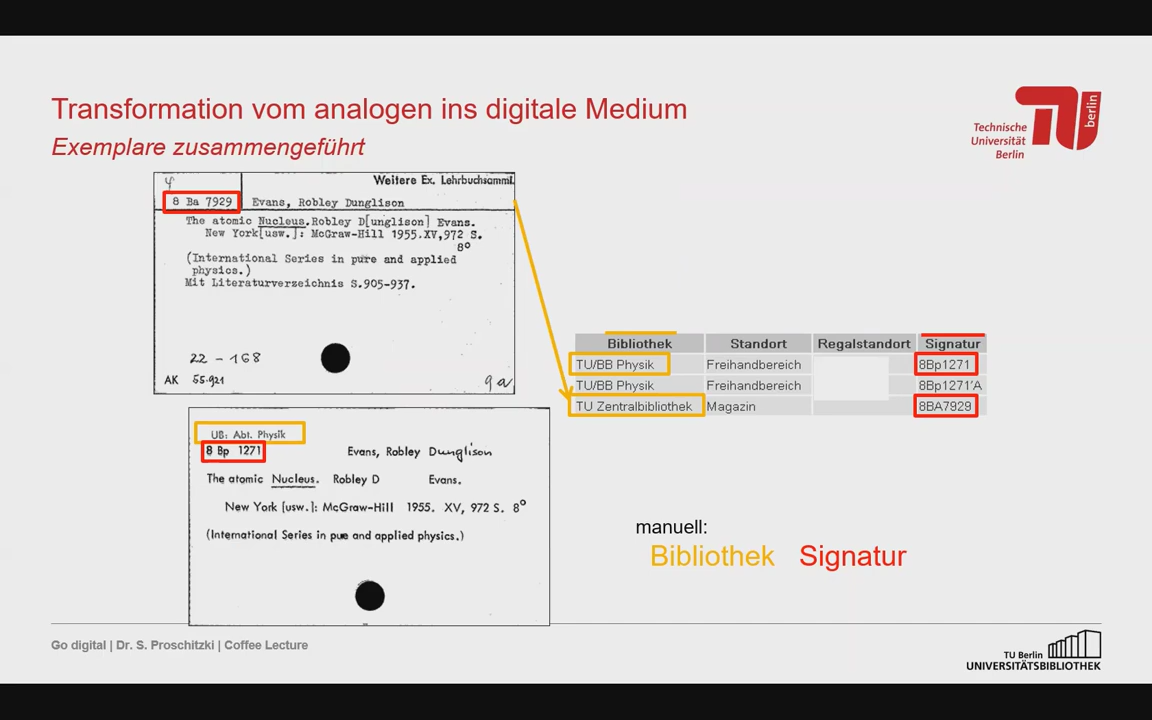 Transformation vom analogen ins digitale Medium
Exemplare zusammengeführt
Technische
Universität
Berlin
berlin
Weitere Ex. Lehrbuchsamml.
8 Ba 7929
Evans, Robley Dunglison
The atomic Nucleus.Robley D[unglison] Evans.
New York[usw.]: McGraw-Hill 1955.XV,972 S.
8º
(International Series in pure and applied
physics.)
Mit Literaturverzeichnis S.905-937.
22 - 168
AK 55.921
9a
UB: Abt. Physik
8 Bp 1271
Evans, Robley Dunglison
The atomic Nucleus. Robley D Evans.
New York [usw.]: McGraw-Hill 1955. XV, 972 S. 8º
(International Series in pure and applied physics.)
Bibliothek Standort Regalstandort Signatur
TU/BB Physik Freihandbereich 8Bp1271
TU/BB Physik Freihandbereich 8Bp1271'A
TU Zentralbibliothek Magazin 8BA7929
manuell:
Bibliothek Signatur
Go digital | Dr. S. Proschitzki | Coffee Lecture
TU Berlin
UNIVERSITÄTSBIBLIOTHEK